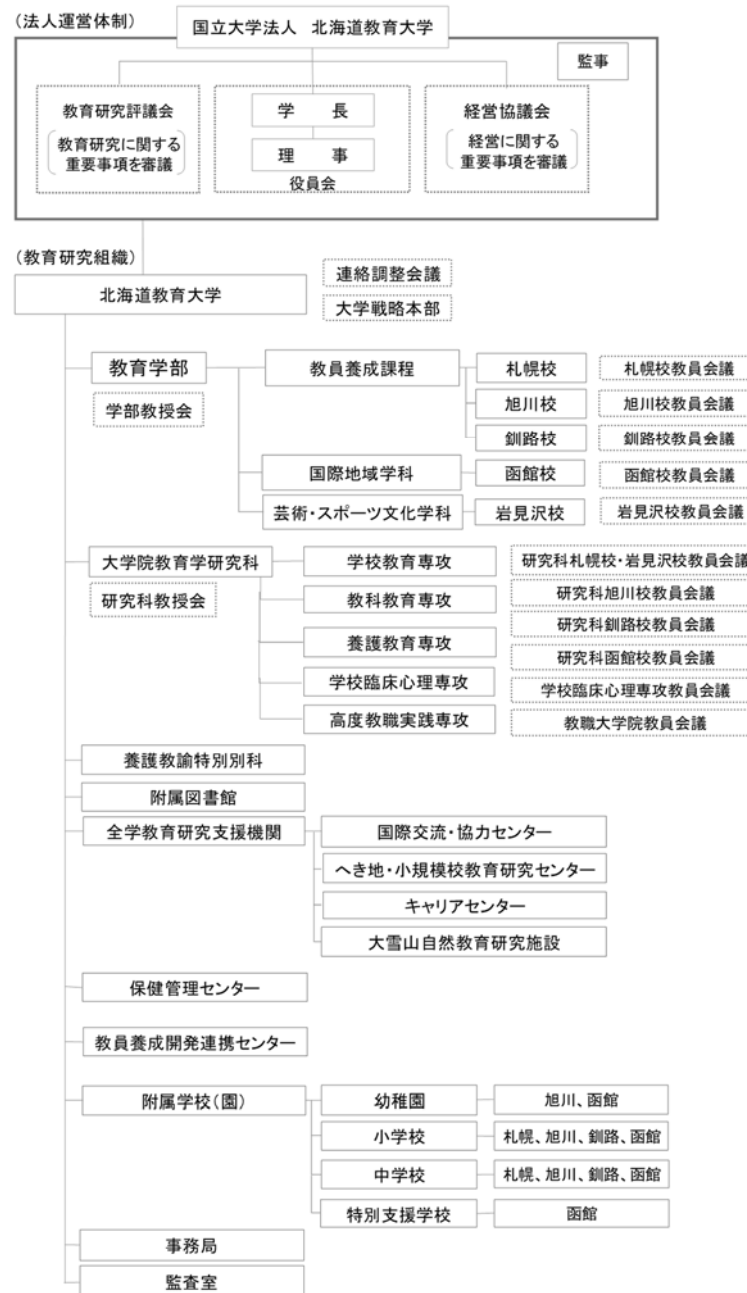 (法人運営体制)
国立大学法人 北海道教育大学
監事
教育研究評議会
教育研究に関する
重要事項を審議
学 長
理 事
役員会
経営協議会
経営に関する
重要事項を審議
(教育研究組織)
北海道教育大学
連絡調整会議
大学戦略本部
教育学部
学部教授会
教員養成課程
札幌校
札幌校教員会議
旭川校
旭川校教員会議
釧路校
釧路校教員会議
国際地域学科
函館校
函館校教員会議
芸術・スポーツ文化学科
岩見沢校
岩見沢校教員会議
大学院教育学研究科
研究科教授会
学校教育専攻
研究科札幌校・岩見沢校教員会議
教科教育専攻
研究科旭川校教員会議
研究科釧路校教員会議
養護教育専攻
研究科函館校教員会議
学校臨床心理専攻
学校臨床心理専攻教員会議
高度教職実践専攻
教職大学院教員会議
養護教諭特別別科
附属図書館
全学教育研究支援機関
国際交流・協力センター
へき地・小規模校教育研究センター
キャリアセンター
大雪山自然教育研究施設
保健管理センター
教員養成開発連携センター
附属学校(園)
幼稚園
旭川、函館
小学校
札幌、旭川、釧路、函館
中学校
札幌、旭川、釧路、函館
特別支援学校
函館
事務局
監査室